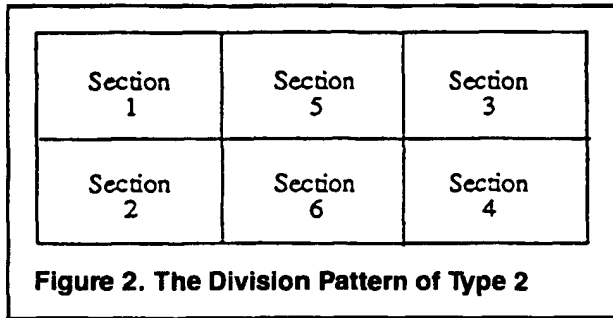 Section Section Section
1 5 3
Section Section Section
2 6 4
Figure 2. The Division Pattern of Type 2